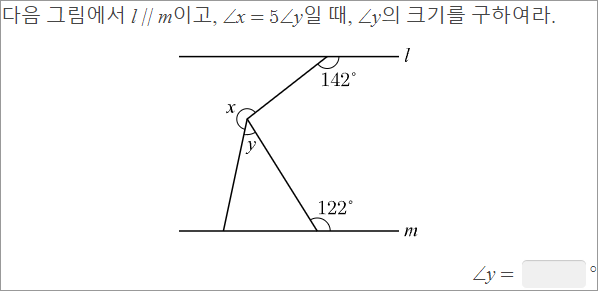 다음 그림에서 l // m이고, ∠x = 5∠y일 때, ∠y의 크기를 구하여라.
l
142°
x
y
122°
m
∠y = °